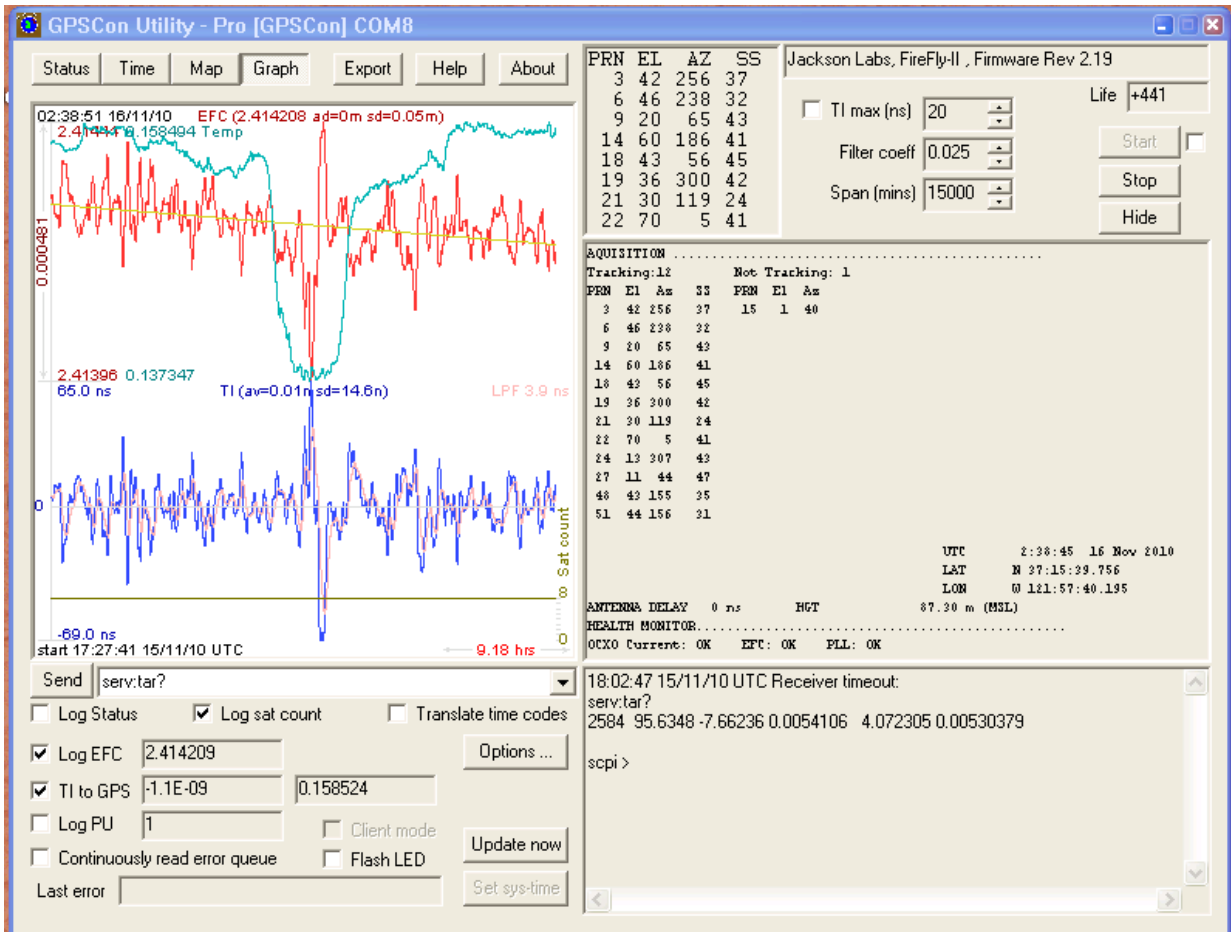 GPSCon Utility - Pro [GPSCon] COM8
Status Time Map Graph Export Help About
02:38:51 16/11/10 EFC (2.414208 ad=0m sd=0.05m)
2.41444 0.158494 Temp
0.000481
2.41396 0.137347
65.0 ns TI (av=0.01n sd=14.6n) LPF 3.9 ns
0
Sat count
8
-69.0 ns 0
start 17:27:41 15/11/10 UTC 9.18 hrs
PRN EL AZ SS
3 42 256 37
6 46 238 32
9 20 65 43
14 60 186 41
18 43 56 45
19 36 300 42
21 30 119 24
22 70 5 41
Jackson Labs, FireFly-II , Firmware Rev 2.19
Life +441
TI max (ns) 20
Filter coeff 0.025
Span (mins) 15000
Start
Stop
Hide
AQUISITION ................................................
Tracking:12 Not Tracking: 1
PRN El Az SS PRN El Az
3 42 256 37 15 1 40
6 46 238 32
9 20 65 43
14 60 186 41
18 43 56 45
19 36 300 42
21 30 119 24
22 70 5 41
24 13 307 43
27 11 44 47
48 43 155 35
51 44 156 31
UTC 2:38:45 16 Nov 2010
LAT N 37:15:39.756
LON W 121:57:40.195
ANTENNA DELAY 0 ns HGT 87.30 m (MSL)
HEALTH MONITOR................................................
OCXO Current: OK EFC: OK PLL: OK
Send serv:tar?
Log Status Log sat count Translate time codes
Log EFC 2.414209 Options ...
TI to GPS -1.1E-09 0.158524
Log PU 1 Client mode
Update now
Continuously read error queue Flash LED
Last error Set sys-time
18:02:47 15/11/10 UTC Receiver timeout:
serv:tar?
2584 95.6348 -7.66236 0.0054106 4.072305 0.00530379
scpi >